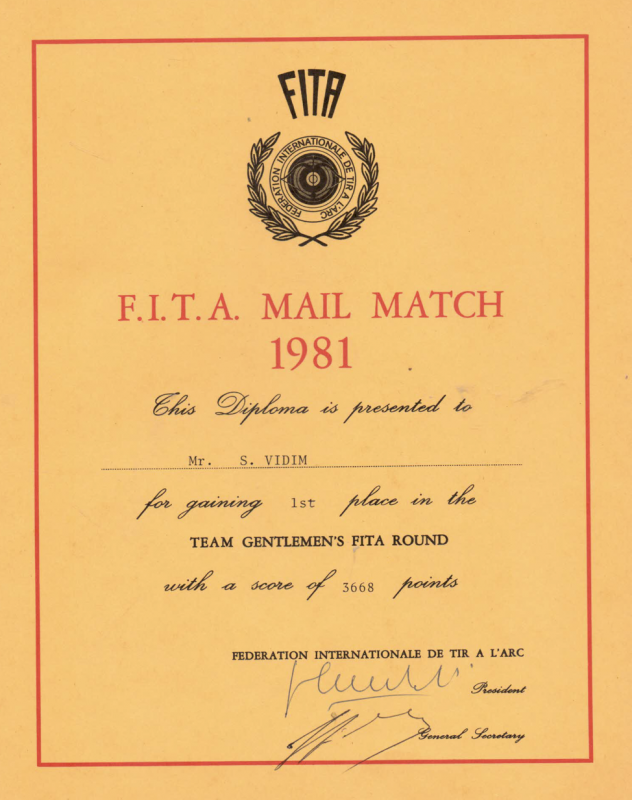 FITA
FEDERATION INTERNATIONALE DE TIR A L'ARC
F.I.T.A. MAIL MATCH
1981
This Diploma is presented to
Mr. S. VIDIM
for gaining 1st place in the
TEAM GENTLEMEN'S FITA ROUND
with a score of 3668 points
FEDERATION INTERNATIONALE DE TIR A L'ARC
President
General Secretary